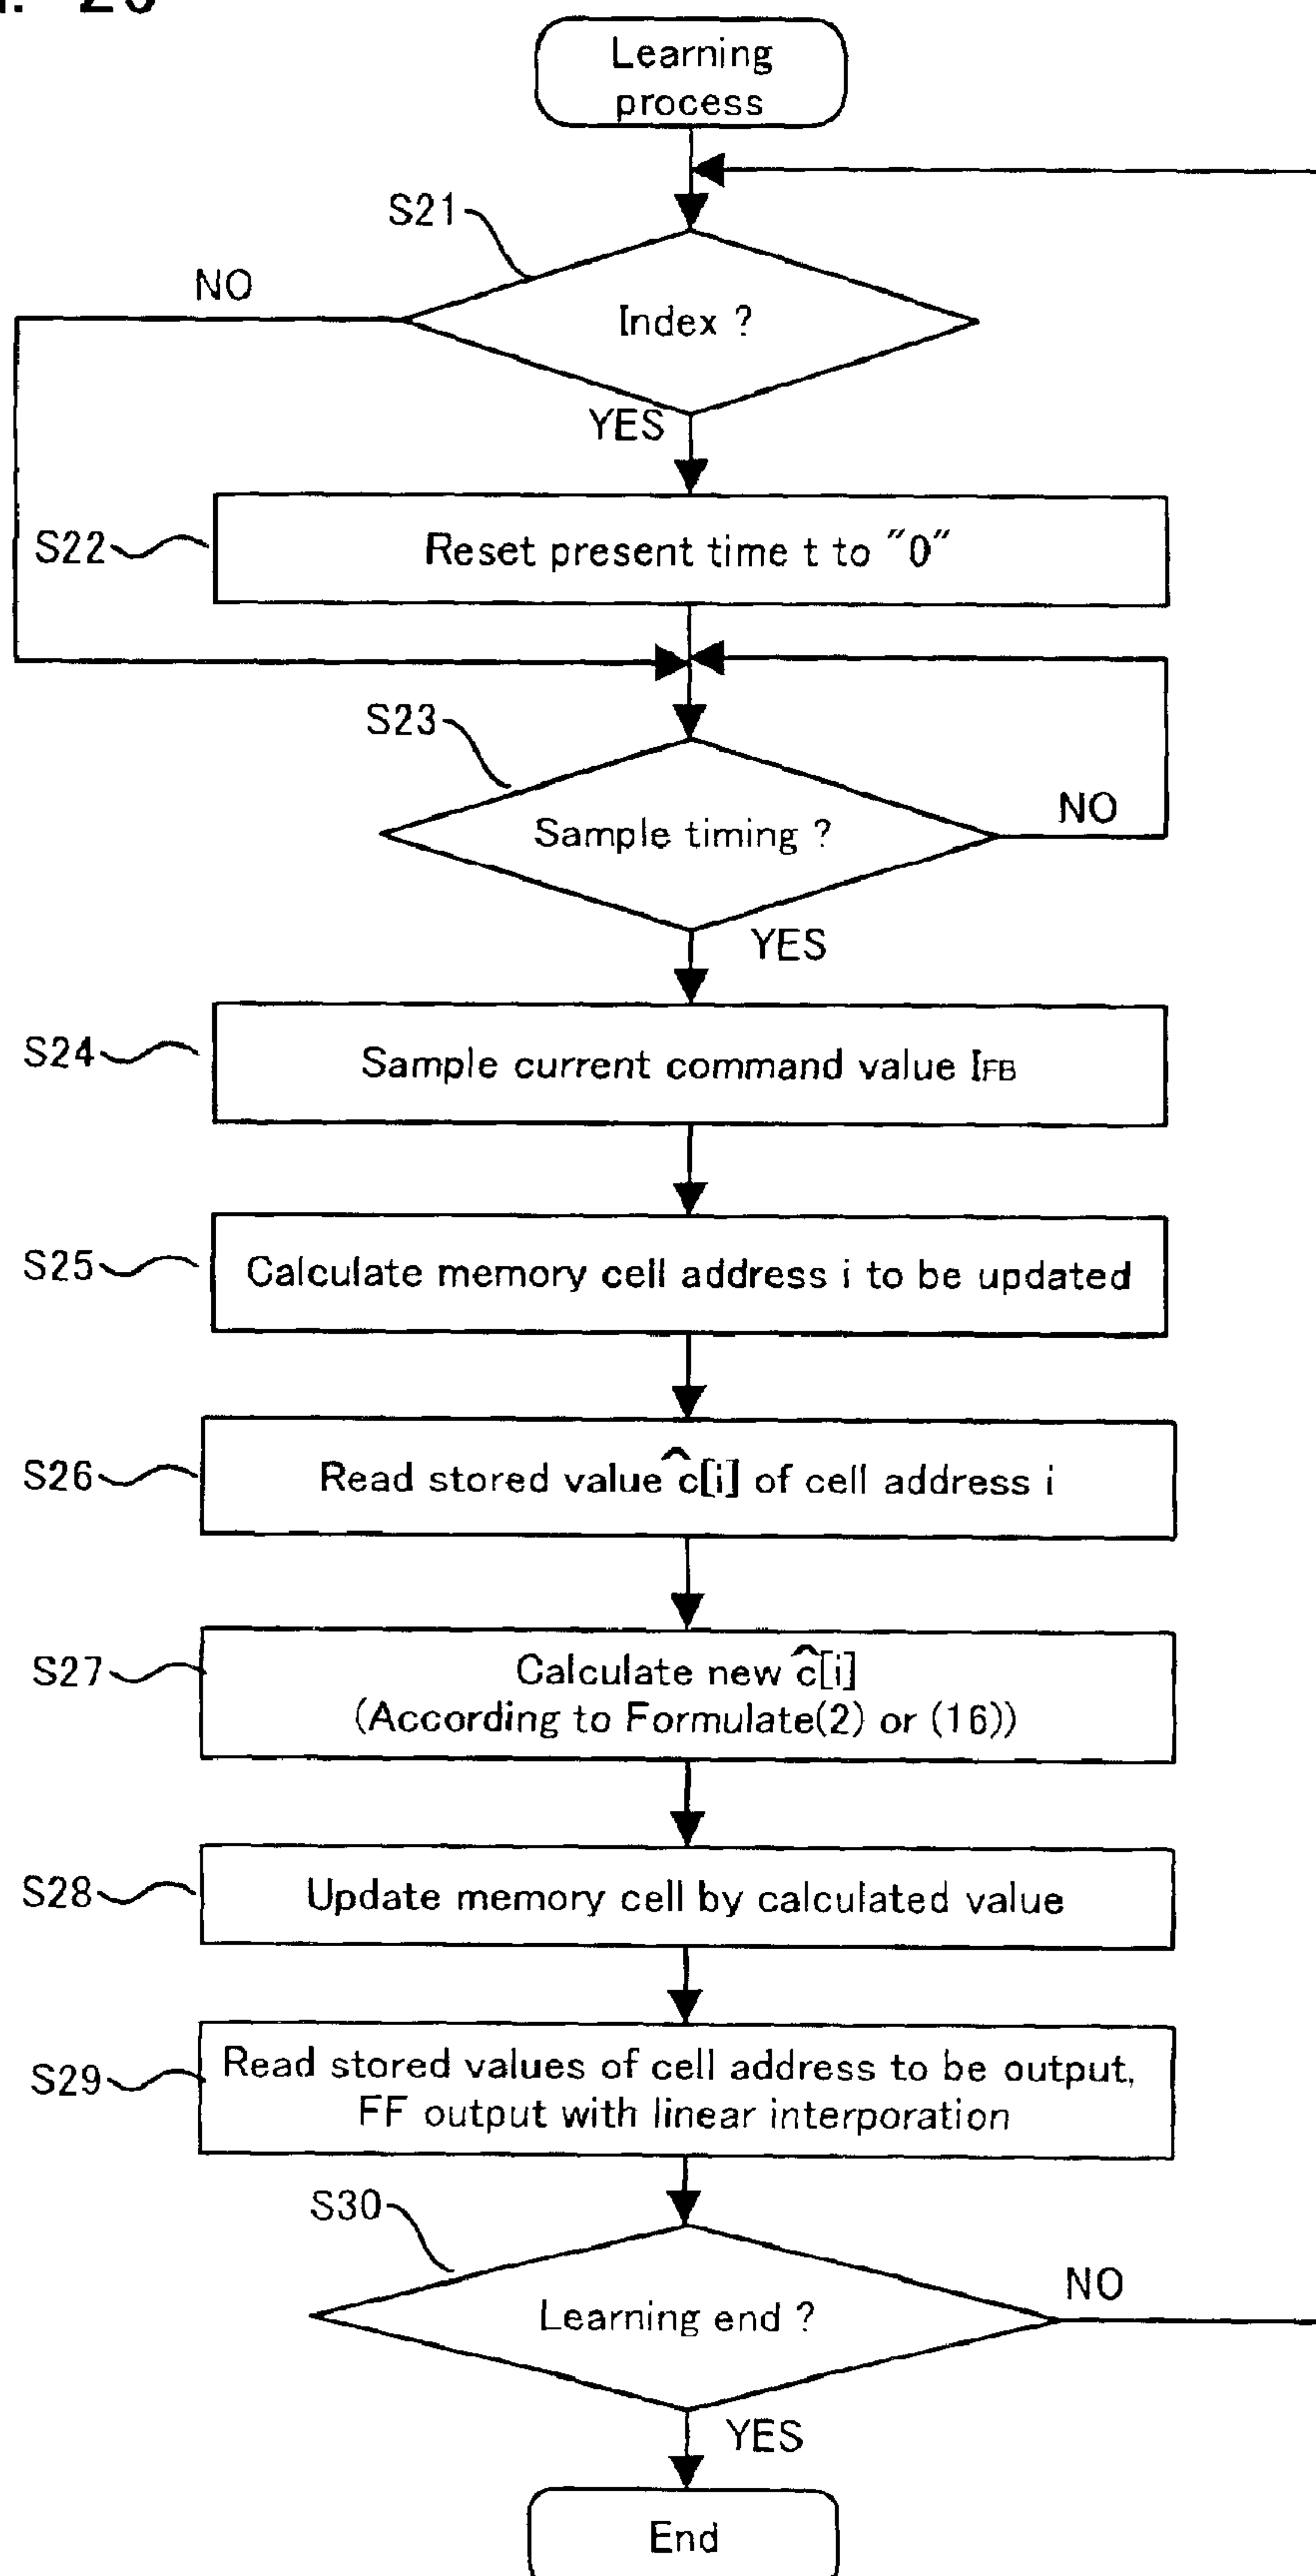 Learning
process
S21
NO
Index ?
YES
S22
Reset present time t to "0"
S23
NO
Sample timing ?
YES
S24
Sample current command value IFB
S25
Calculate memory cell address i to be updated
S26
Read stored value ĉ[i] of cell address i
S27
Calculate new ĉ[i]
(According to Formulate(2) or (16))
S28
Update memory cell by calculated value
S29
Read stored values of cell address to be output,
FF output with linear interporation
S30
NO
Learning end ?
YES
End